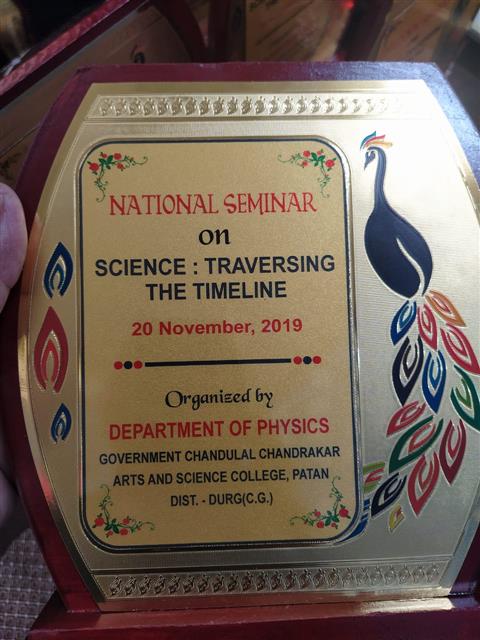 NATIONAL SEMINAR
on
SCIENCE : TRAVERSING
THE TIMELINE
20 November, 2019
Organized by
DEPARTMENT OF PHYSICS
GOVERNMENT CHANDULAL CHANDRAKAR
ARTS AND SCIENCE COLLEGE, PATAN
DIST. - DURG(C.G.)